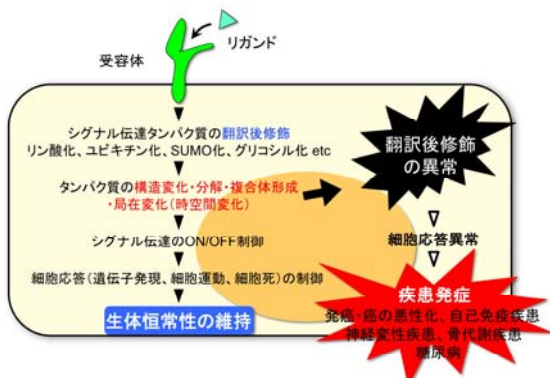 リガンド
受容体
シグナル伝達タンパク質の翻訳後修飾
リン酸化、ユビキチン化、SUMO化、グリコシル化 etc
タンパク質の構造変化・分解・複合体形成
・局在変化(時空間変化)
シグナル伝達のON/OFF制御
細胞応答(遺伝子発現、細胞運動、細胞死)の制御
生体恒常性の維持
翻訳後修飾
の異常
細胞応答異常
疾患発症
発癌・癌の悪性化、自己免疫疾患
神経変性疾患、骨代謝疾患
糖尿病